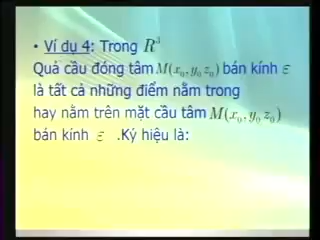 • Ví dụ 4: Trong R³
Quả cầu đóng tâm M(x₀, y₀ z₀) bán kính ε
là tất cả những điểm nằm trong
hay nằm trên mặt cầu tâm M(x₀, y₀ z₀)
bán kính ε .Ký hiệu là: